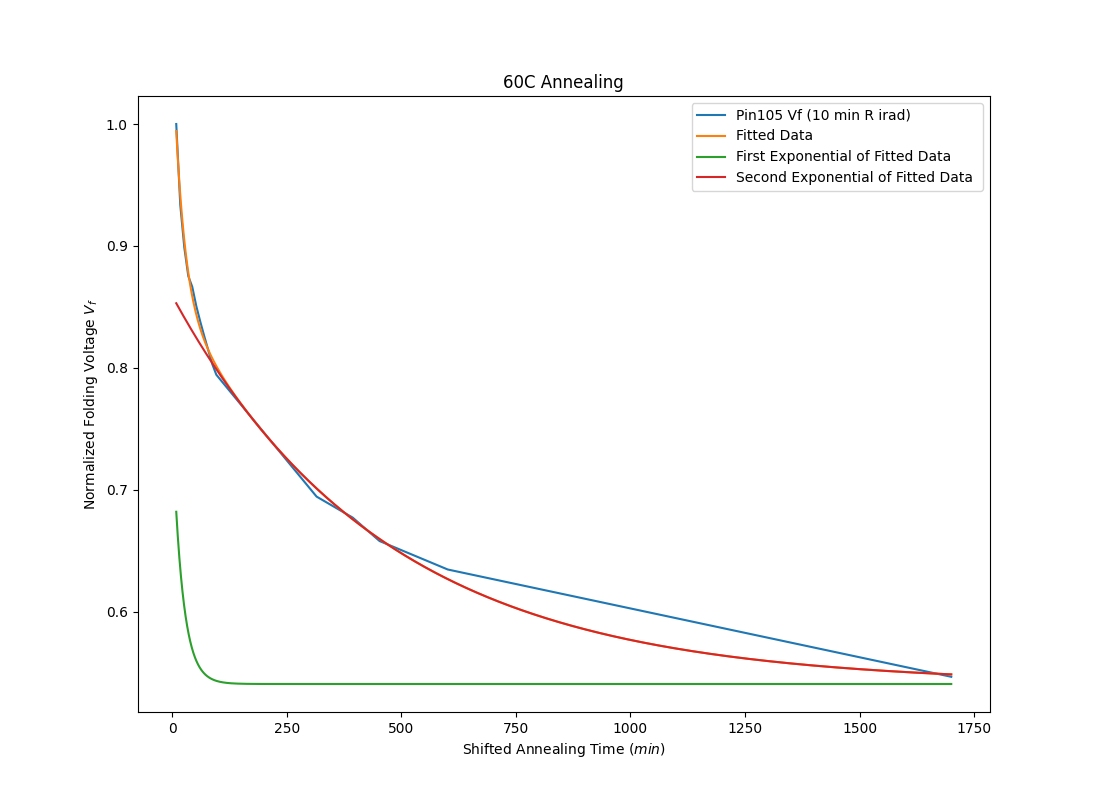 60C Annealing
Pin105 Vf (10 min R irad)
Fitted Data
First Exponential of Fitted Data
Second Exponential of Fitted Data
1.0
0.9
0.8
0.7
0.6
Normalized Folding Voltage V_f
0 250 500 750 1000 1250 1500 1750
Shifted Annealing Time (min)